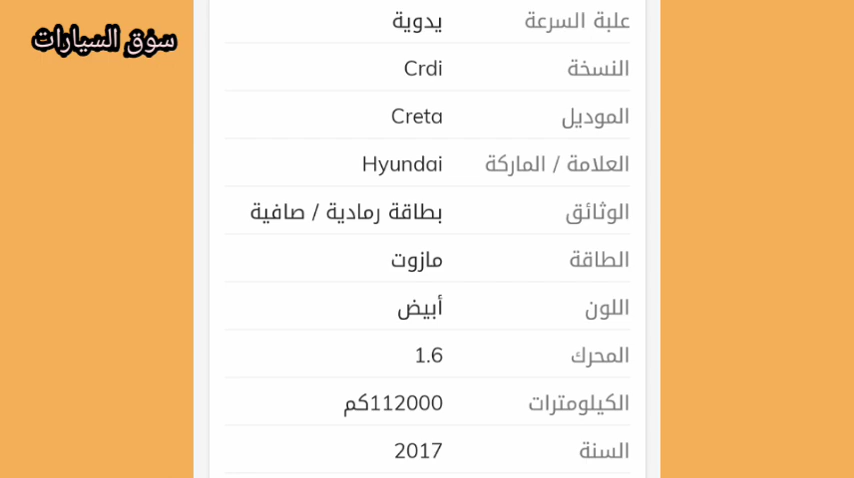 سوق السيارات
علبة السرعة يدوية
النسخة Crdi
الموديل Creta
العلامة / الماركة Hyundai
الوثائق بطاقة رمادية / صافية
الطاقة مازوت
اللون أبيض
المحرك 1.6
الكيلومترات 112000كم
السنة 2017